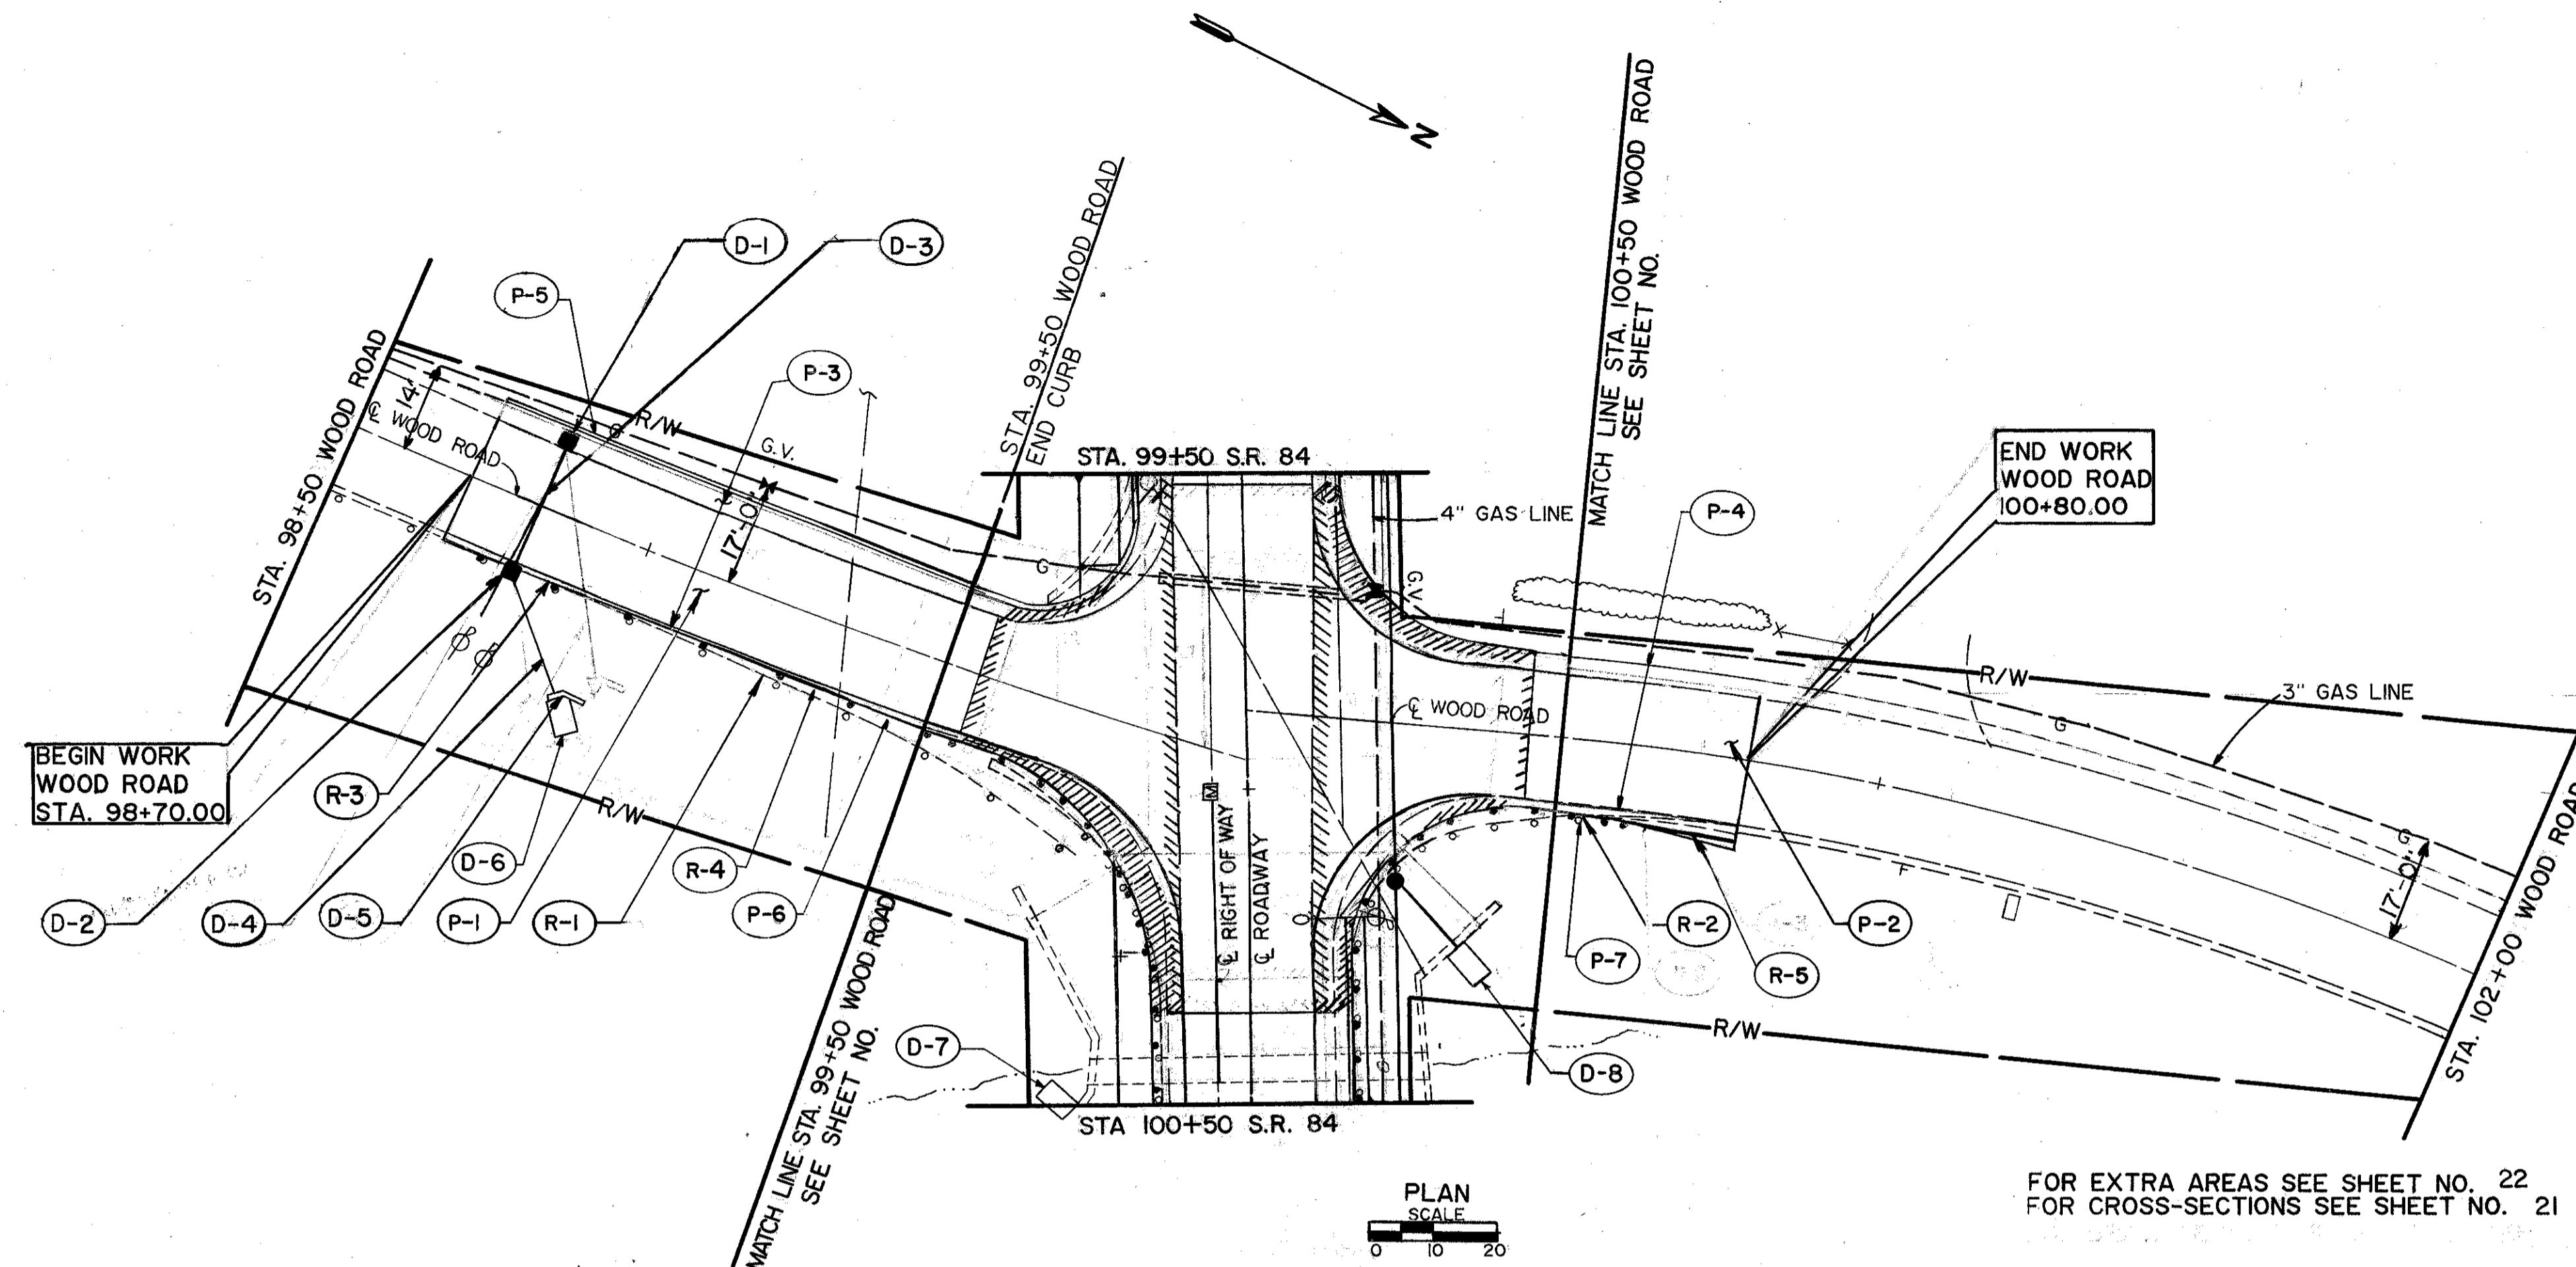 N
STA. 98+50 WOOD ROAD
14'
℄ WOOD ROAD
P-5
D-1
D-3
P-3
R/W
G
G.V.
17'-0"
STA. 99+50 WOOD ROAD
END CURB
G
STA. 99+50 S.R. 84
4" GAS LINE
G.V.
MATCH LINE STA. 100+50 WOOD ROAD
SEE SHEET NO.
P-4
END WORK
WOOD ROAD
100+80.00
R/W
3" GAS LINE
G
G
17'-0"
℄ WOOD ROAD
BEGIN WORK
WOOD ROAD
STA. 98+70.00
R-3
D-6
R-4
R/W
D-2
D-4
D-5
P-1
R-1
P-6
M
℄ RIGHT OF WAY
℄ ROADWAY
R-2
P-2
P-7
R-5
R/W
D-7
D-8
STA. 102+00 WOOD ROAD
STA 100+50 S.R. 84
MATCH LINE STA. 99+50 WOOD ROAD
SEE SHEET NO.
PLAN
SCALE
0 10 20
FOR EXTRA AREAS SEE SHEET NO. 22
FOR CROSS-SECTIONS SEE SHEET NO. 21